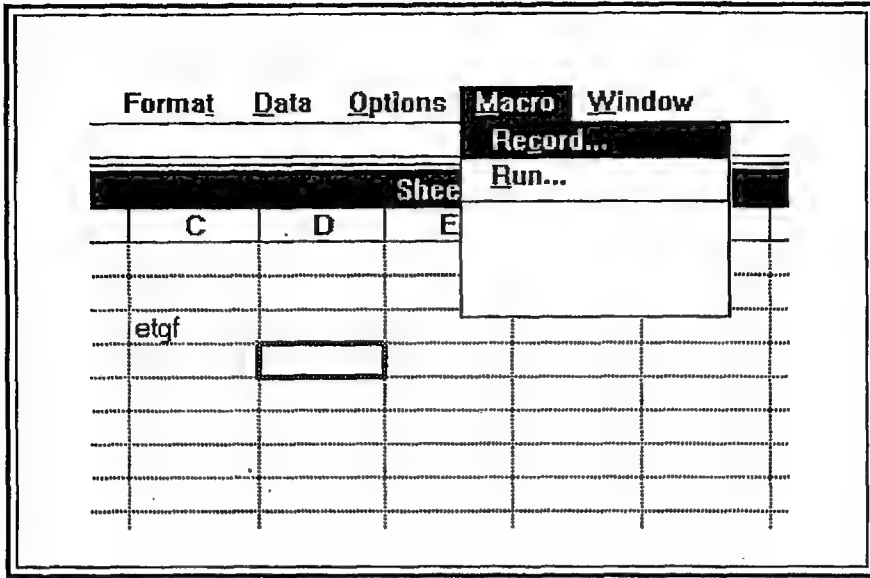 Format Data Options Macro Window
Record...
Run...
Shee
C D E
etgf